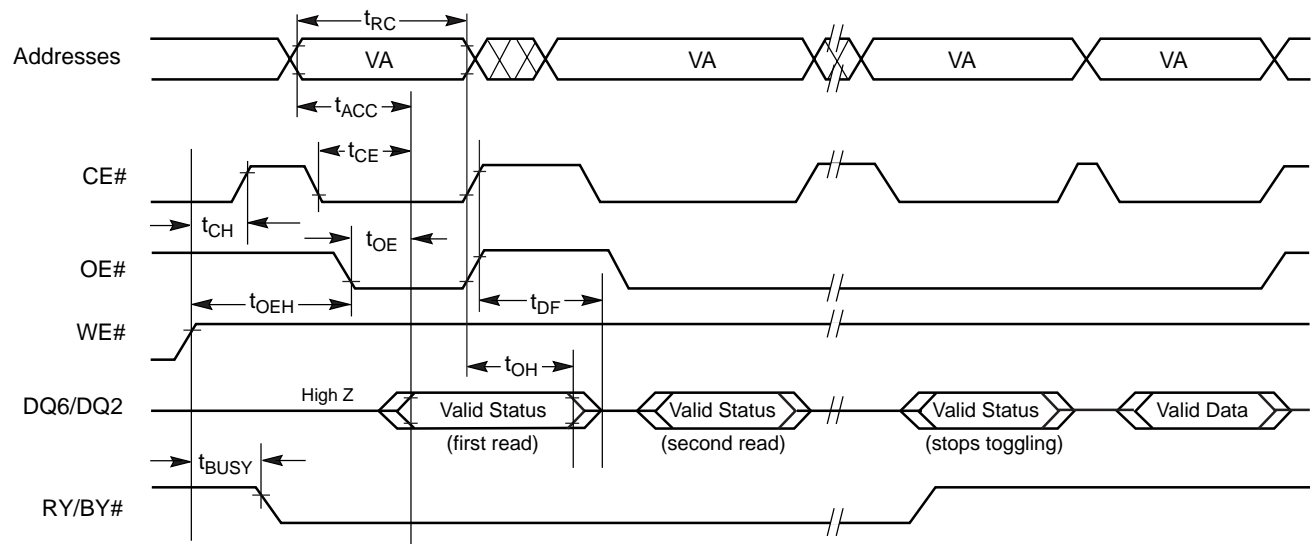 tRC
Addresses VA VA VA VA
tACC
tCE
CE#
tCH
tOE
OE#
tOEH tDF
WE#
tOH
High Z
DQ6/DQ2 Valid Status Valid Status Valid Status Valid Data
(first read) (second read) (stops toggling)
tBUSY
RY/BY#